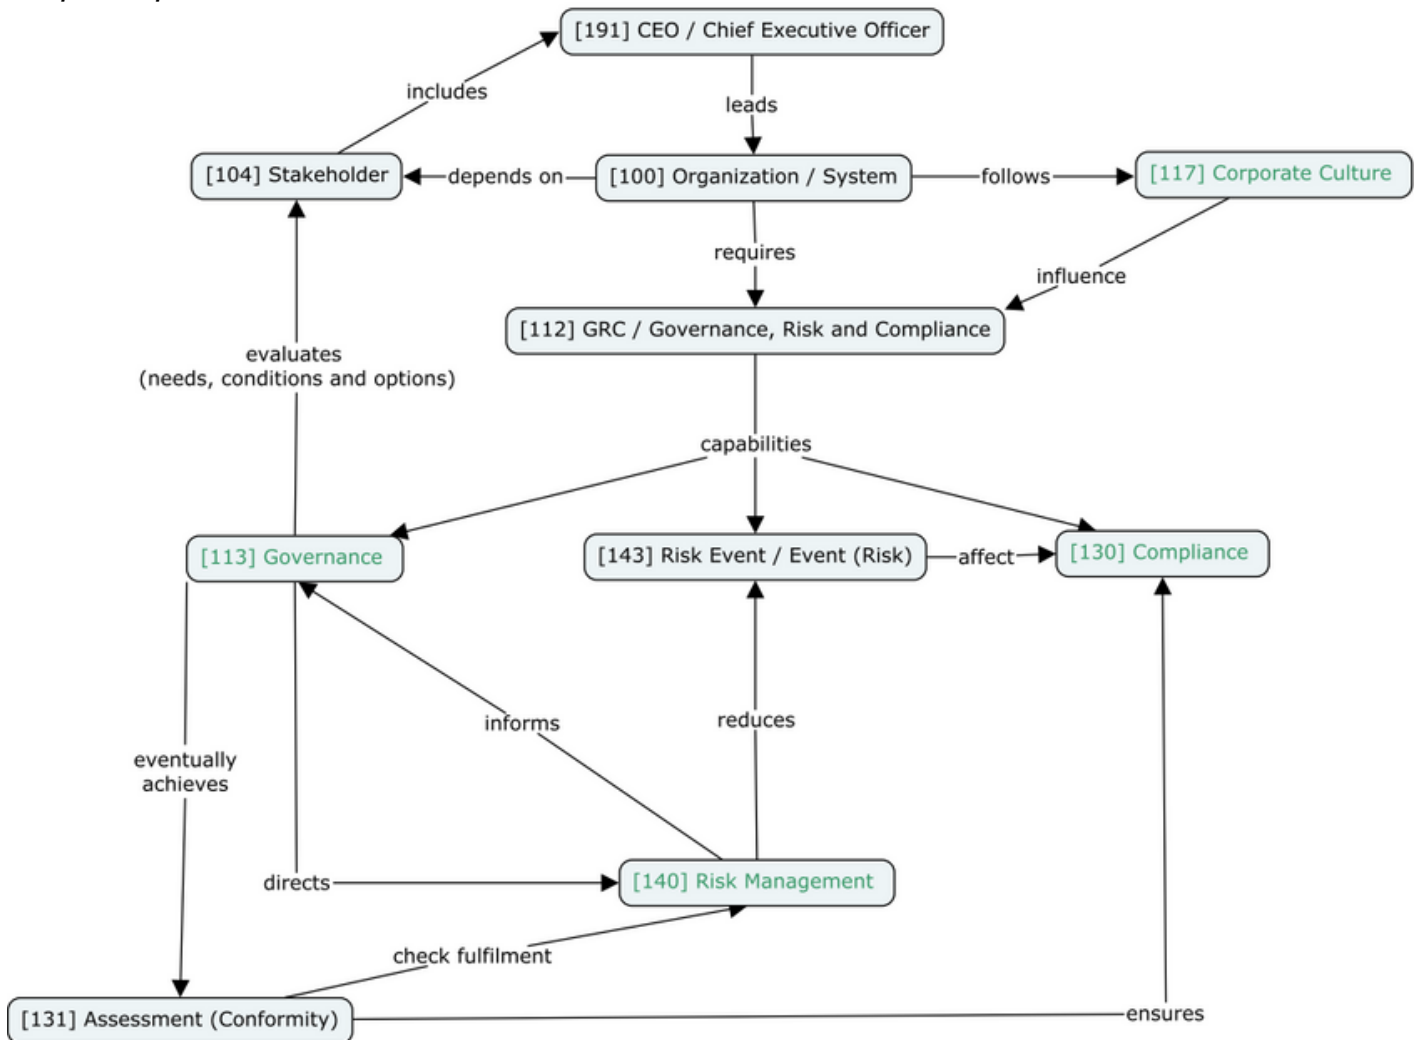 [191] CEO / Chief Executive Officer
includes
leads
[104] Stakeholder
depends on
[100] Organization / System
follows
[117] Corporate Culture
requires
influence
[112] GRC / Governance, Risk and Compliance
evaluates
(needs, conditions and options)
capabilities
[113] Governance
[143] Risk Event / Event (Risk)
affect
[130] Compliance
informs
reduces
eventually
achieves
directs
[140] Risk Management
check fulfilment
[131] Assessment (Conformity)
ensures